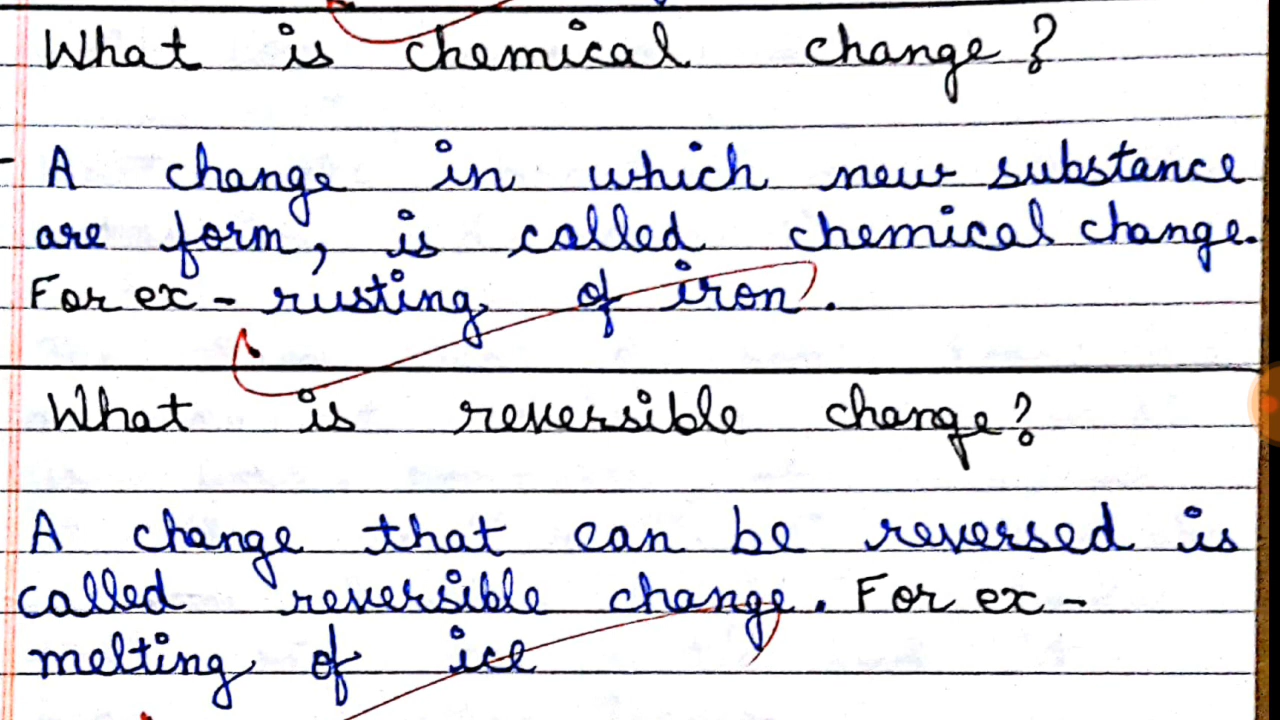 What is chemical change?
A change in which new substance
are form, is called chemical change.
For ex - rusting of iron.
What is reversible change?
A change that can be reversed is
called reversible change. For ex -
melting of ice